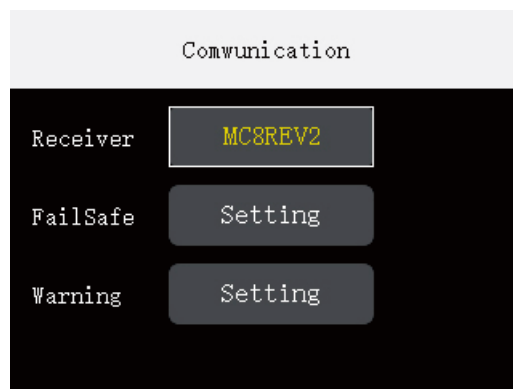 Comwunication
Receiver MC8REV2
FailSafe Setting
Warning Setting